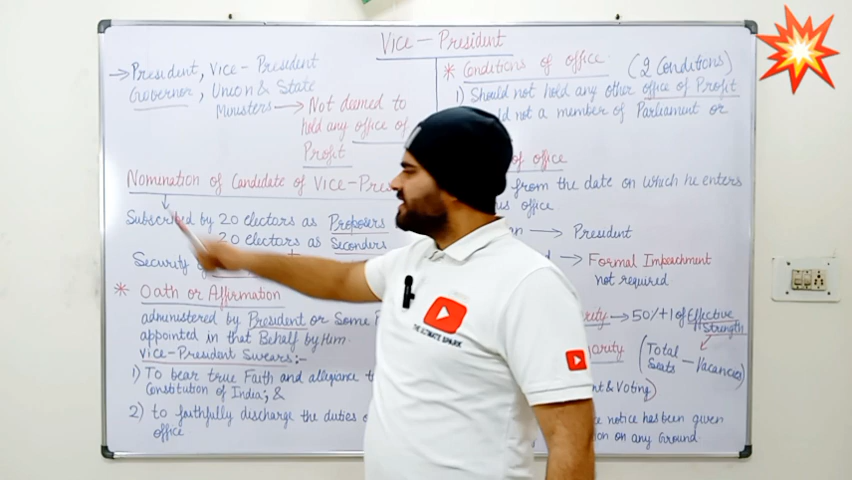 Vice - President
→ President, Vice - President
Governor, Union & State
Ministers → Not deemed to
hold any office of
Profit
Nomination of Candidate of Vice-Pres
Subscribed by 20 electors as Proposers
20 electors as Seconders
Security of
* Oath or Affirmation
administered by President or Some P
appointed in that Behalf by Him.
Vice-President Swears:-
1) To bear true Faith and allegiance t
Constitution of India; &
2) to faithfully discharge the duties o
office
* Conditions of office (2 Conditions)
1) Should not hold any other office of Profit
not a member of Parliament or
of office
from the date on which he enters
office
→ President
→ Formal Impeachment
not required
→ 50%+1 of Effective
Strength
(Total Seats - Vacancies)
t & Voting)
notice has been given
on any Ground.
THE ULTIMATE SPARK